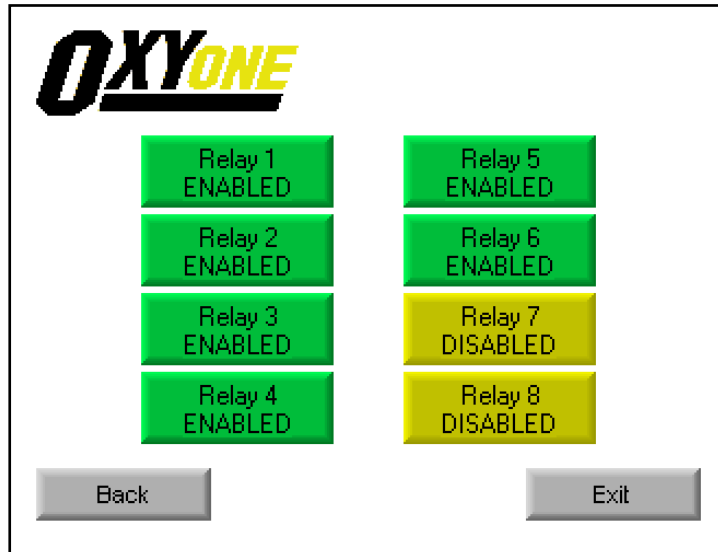 OXYONE
Relay 1
ENABLED
Relay 5
ENABLED
Relay 2
ENABLED
Relay 6
ENABLED
Relay 3
ENABLED
Relay 7
DISABLED
Relay 4
ENABLED
Relay 8
DISABLED
Back
Exit